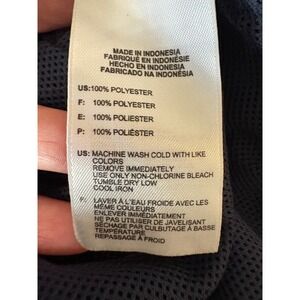 MADE IN INDONESIA
FABRIQUÉ EN INDÉSIE
HECHO EN INDONESIA
FABRICADO NA INDONÉSIA
US:100% POLYESTER
F: 100% POLYESTER
E: 100% POLIESTER
P: 100% POLIÉSTER
US: MACHINE WASH COLD WITH LIKE
COLORS
REMOVE IMMEDIATELY
USE ONLY NON-CHLORINE BLEACH
TUMBLE DRY LOW
COOL IRON
F: LAVER À L'EAU FROIDE AVEC LES
MÊME COULEURS
ENLEVER IMMÉDIATEMENT
NE PAS UTILISER DE JAVELISANT
SÉCHAGE PAR CULBUTAGE À BASSE
TEMPÉRATURE
REPASSAGE À FROID